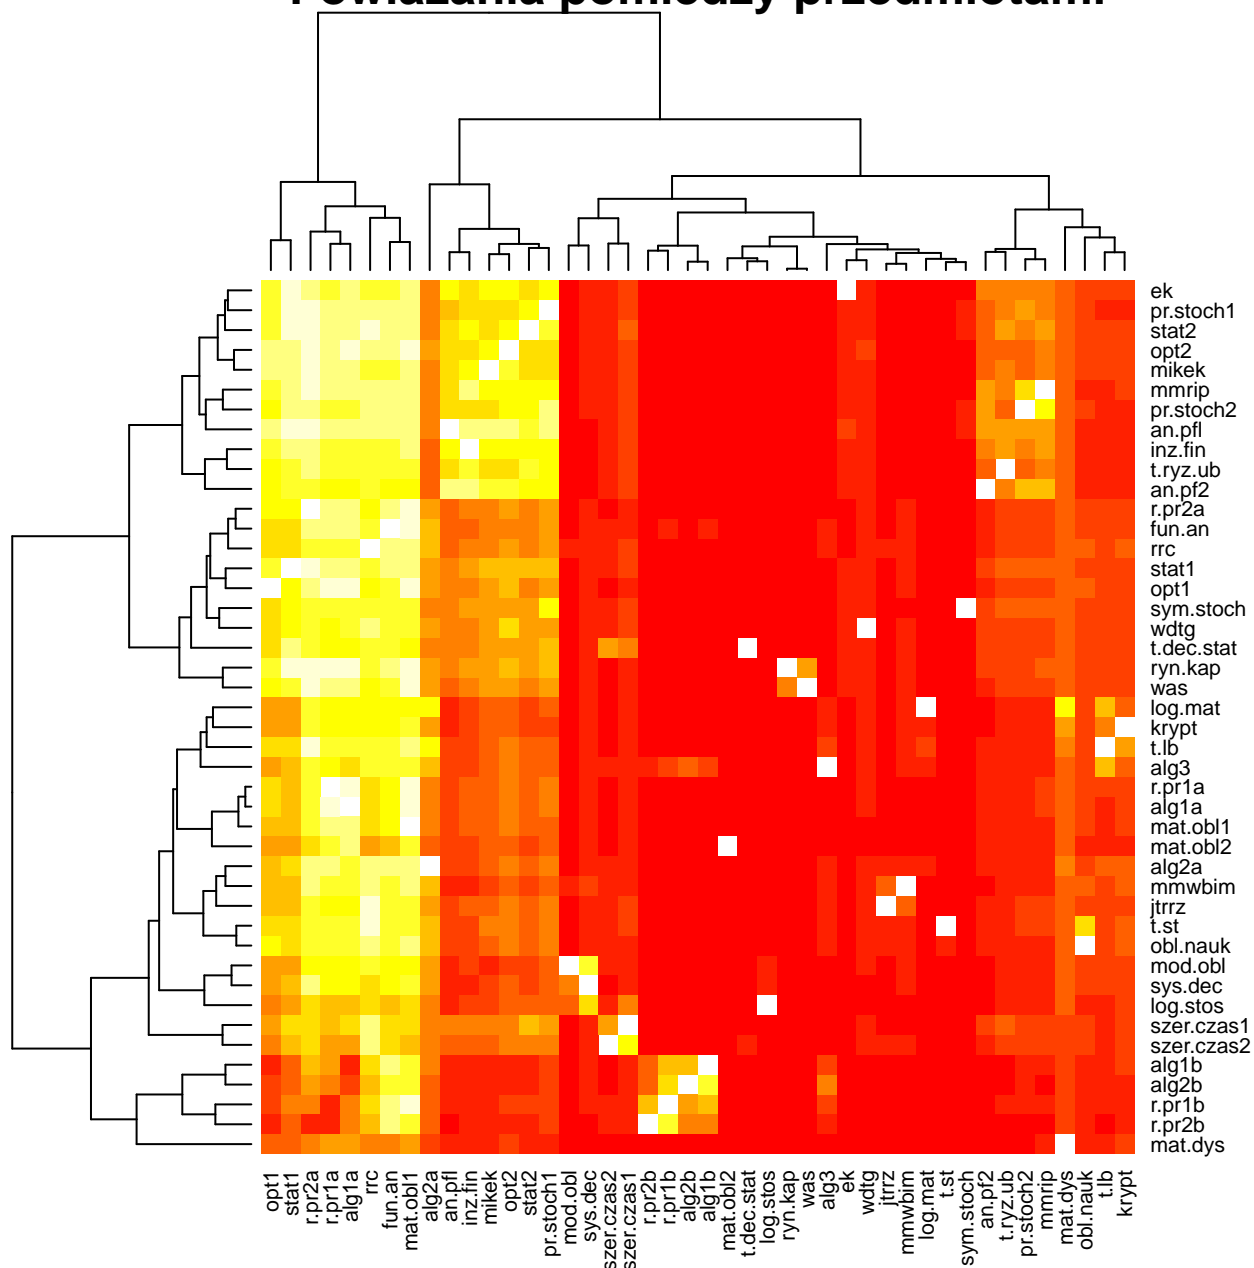 Powiazania pomiedzy przedmiotami
ek
pr.stoch1
stat2
opt2
mikek
mmrip
pr.stoch2
an.pfl
inz.fin
t.ryz.ub
an.pf2
r.pr2a
fun.an
rrc
stat1
opt1
sym.stoch
wdtg
t.dec.stat
ryn.kap
was
log.mat
krypt
t.lb
alg3
r.pr1a
alg1a
mat.obl1
mat.obl2
alg2a
mmwbim
jtrrz
t.st
obl.nauk
mod.obl
sys.dec
log.stos
szer.czas1
szer.czas2
alg1b
alg2b
r.pr1b
r.pr2b
mat.dys
opt1
stat1
r.pr2a
r.pr1a
alg1a
rrc
fun.an
mat.obl1
alg2a
an.pfl
inz.fin
mikek
opt2
stat2
pr.stoch1
mod.obl
sys.dec
szer.czas2
szer.czas1
r.pr2b
r.pr1b
alg2b
alg1b
mat.obl2
t.dec.stat
log.stos
ryn.kap
was
alg3
ek
wdtg
jtrrz
mmwbim
log.mat
t.st
sym.stoch
an.pf2
t.ryz.ub
pr.stoch2
mmrip
mat.dys
obl.nauk
t.lb
krypt